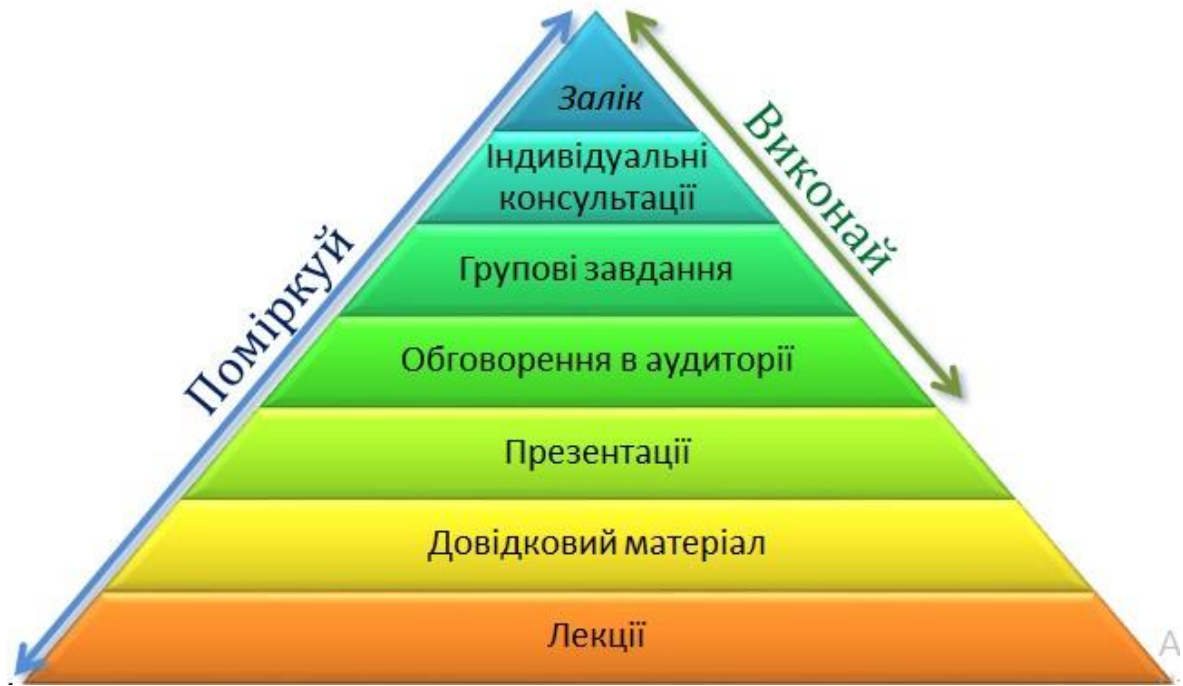 Залік
Індивідуальні
консультації
Групові завдання
Обговорення в аудиторії
Презентації
Довідковий матеріал
Лекції
Поміркуй
Виконай